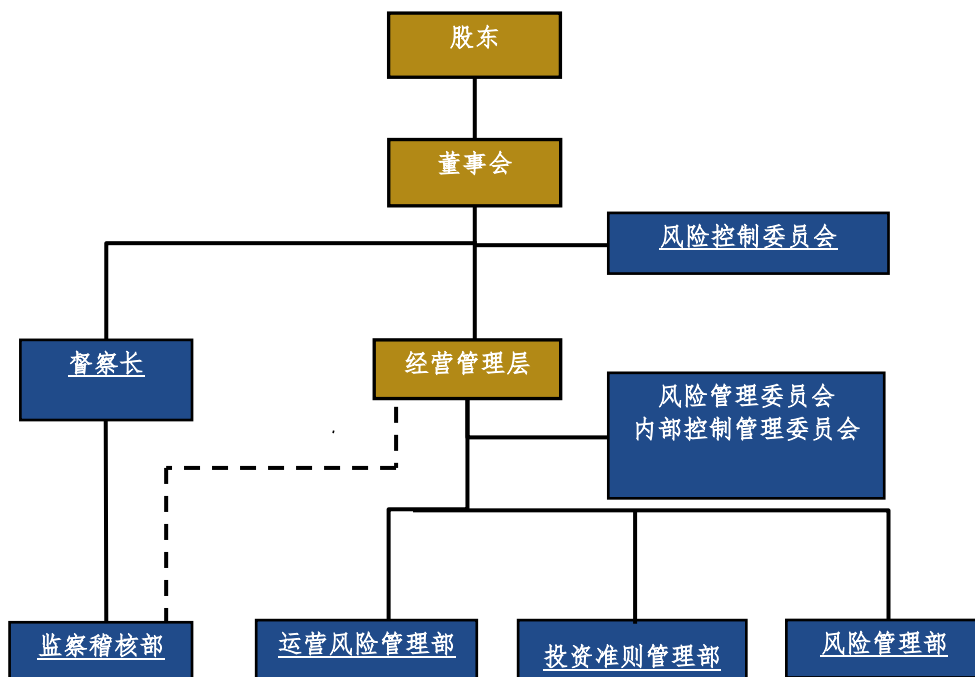 股东
董事会
风险控制委员会
督察长
经营管理层
风险管理委员会
内部控制管理委员会
监察稽核部
运营风险管理部
投资准则管理部
风险管理部